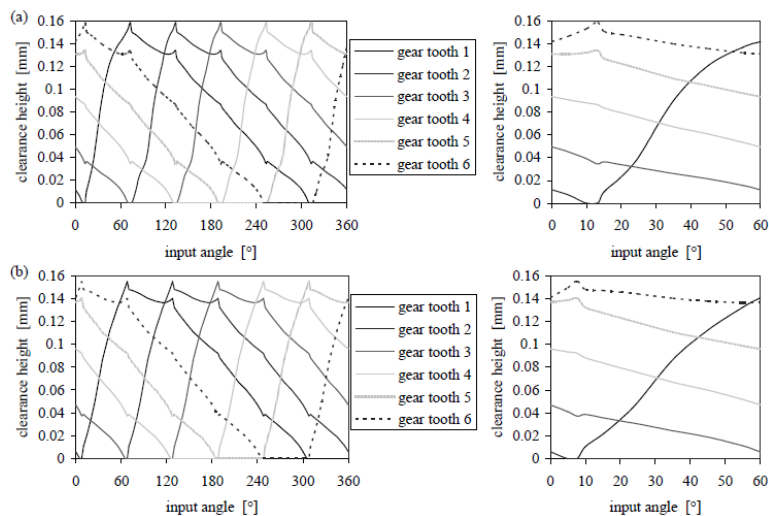 (a)
0.16
0.14
0.12
0.1
0.08
0.06
0.04
0.02
0
clearance height [mm]
0 60 120 180 240 300 360
input angle [°]
gear tooth 1
gear tooth 2
gear tooth 3
gear tooth 4
gear tooth 5
gear tooth 6
0.16
0.14
0.12
0.1
0.08
0.06
0.04
0.02
0
clearance height [mm]
0 10 20 30 40 50 60
input angle [°]
(b)
0.16
0.14
0.12
0.1
0.08
0.06
0.04
0.02
0
clearance height [mm]
0 60 120 180 240 300 360
input angle [°]
gear tooth 1
gear tooth 2
gear tooth 3
gear tooth 4
gear tooth 5
gear tooth 6
0.16
0.14
0.12
0.1
0.08
0.06
0.04
0.02
0
clearance height [mm]
0 10 20 30 40 50 60
input angle [°]